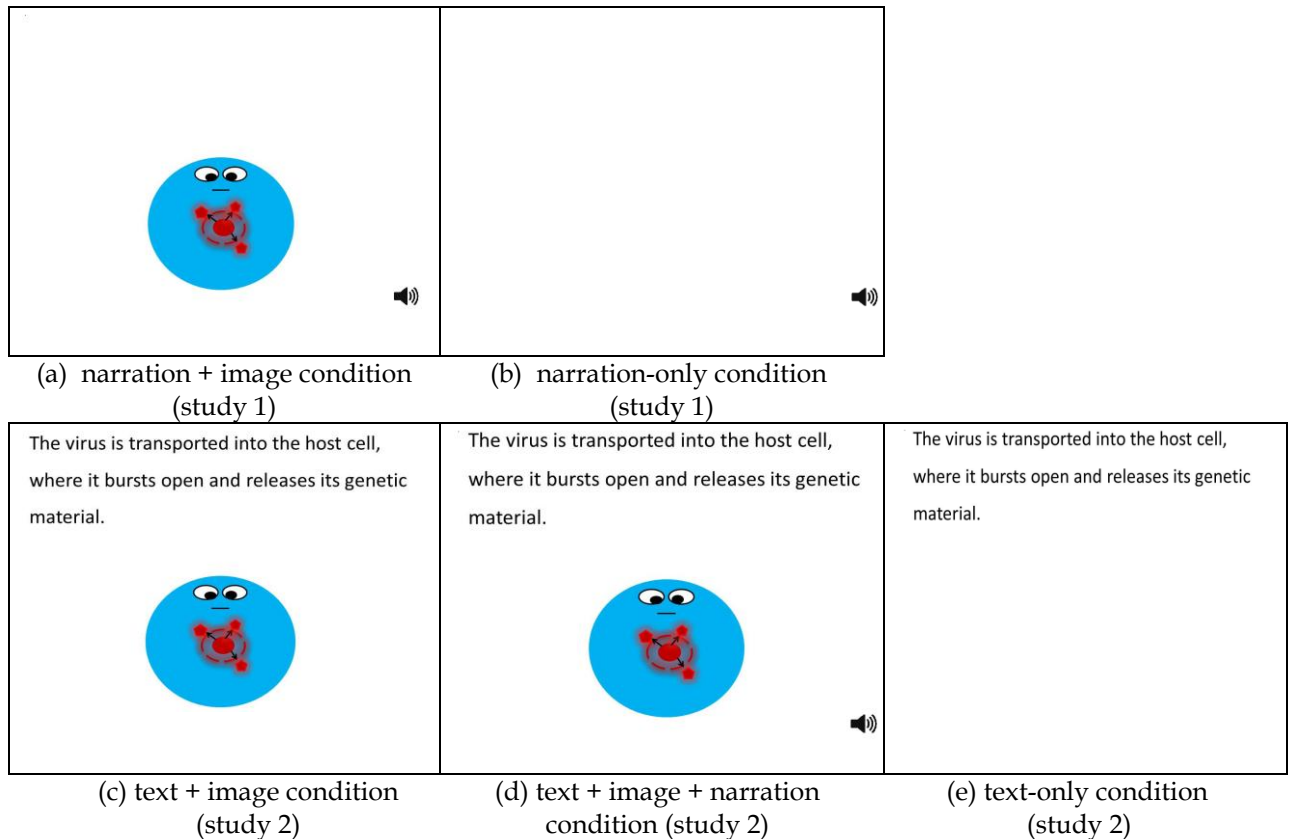 (a) narration + image condition
(study 1)
(b) narration-only condition
(study 1)
The virus is transported into the host cell,
where it bursts open and releases its genetic
material.
The virus is transported into the host cell,
where it bursts open and releases its genetic
material.
The virus is transported into the host cell,
where it bursts open and releases its genetic
material.
(c) text + image condition
(study 2)
(d) text + image + narration
condition (study 2)
(e) text-only condition
(study 2)